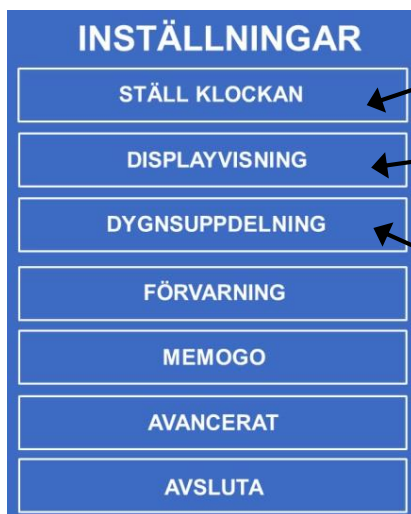 INSTÄLLNINGAR
STÄLL KLOCKAN
DISPLAYVISNING
DYGNSUPPDELNING
FÖRVARNING
MEMOGO
AVANCERAT
AVSLUTA